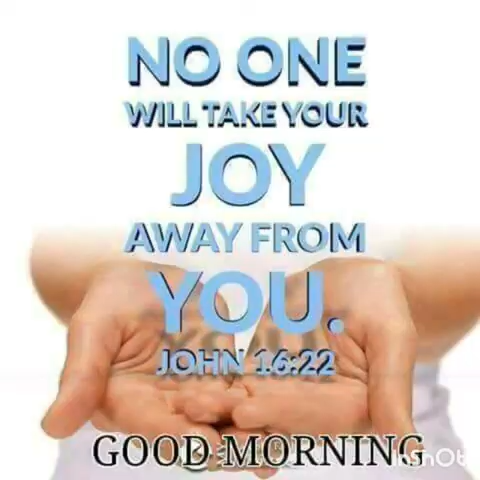 NO ONE
WILL TAKE YOUR
JOY
AWAY FROM
YOU.
JOHN 16:22
GOOD MORNING